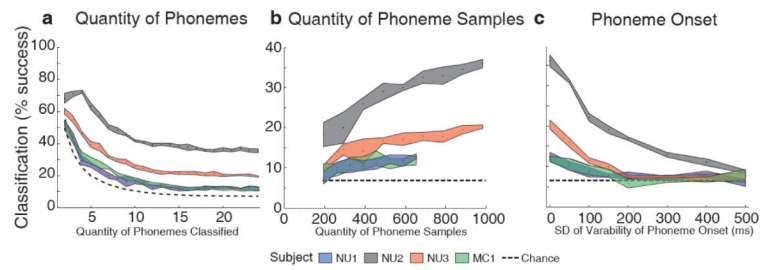 a Quantity of Phonemes
b Quantity of Phoneme Samples
c Phoneme Onset
Classification (% success)
100
80
60
40
20
0
5 10 15 20
Quantity of Phonemes Classified
40
30
20
10
0
0 200 400 600 800 1000
Quantity of Phoneme Samples
0 100 200 300 400 500
SD of Varability of Phoneme Onset (ms)
Subject NU1 NU2 NU3 MC1 Chance